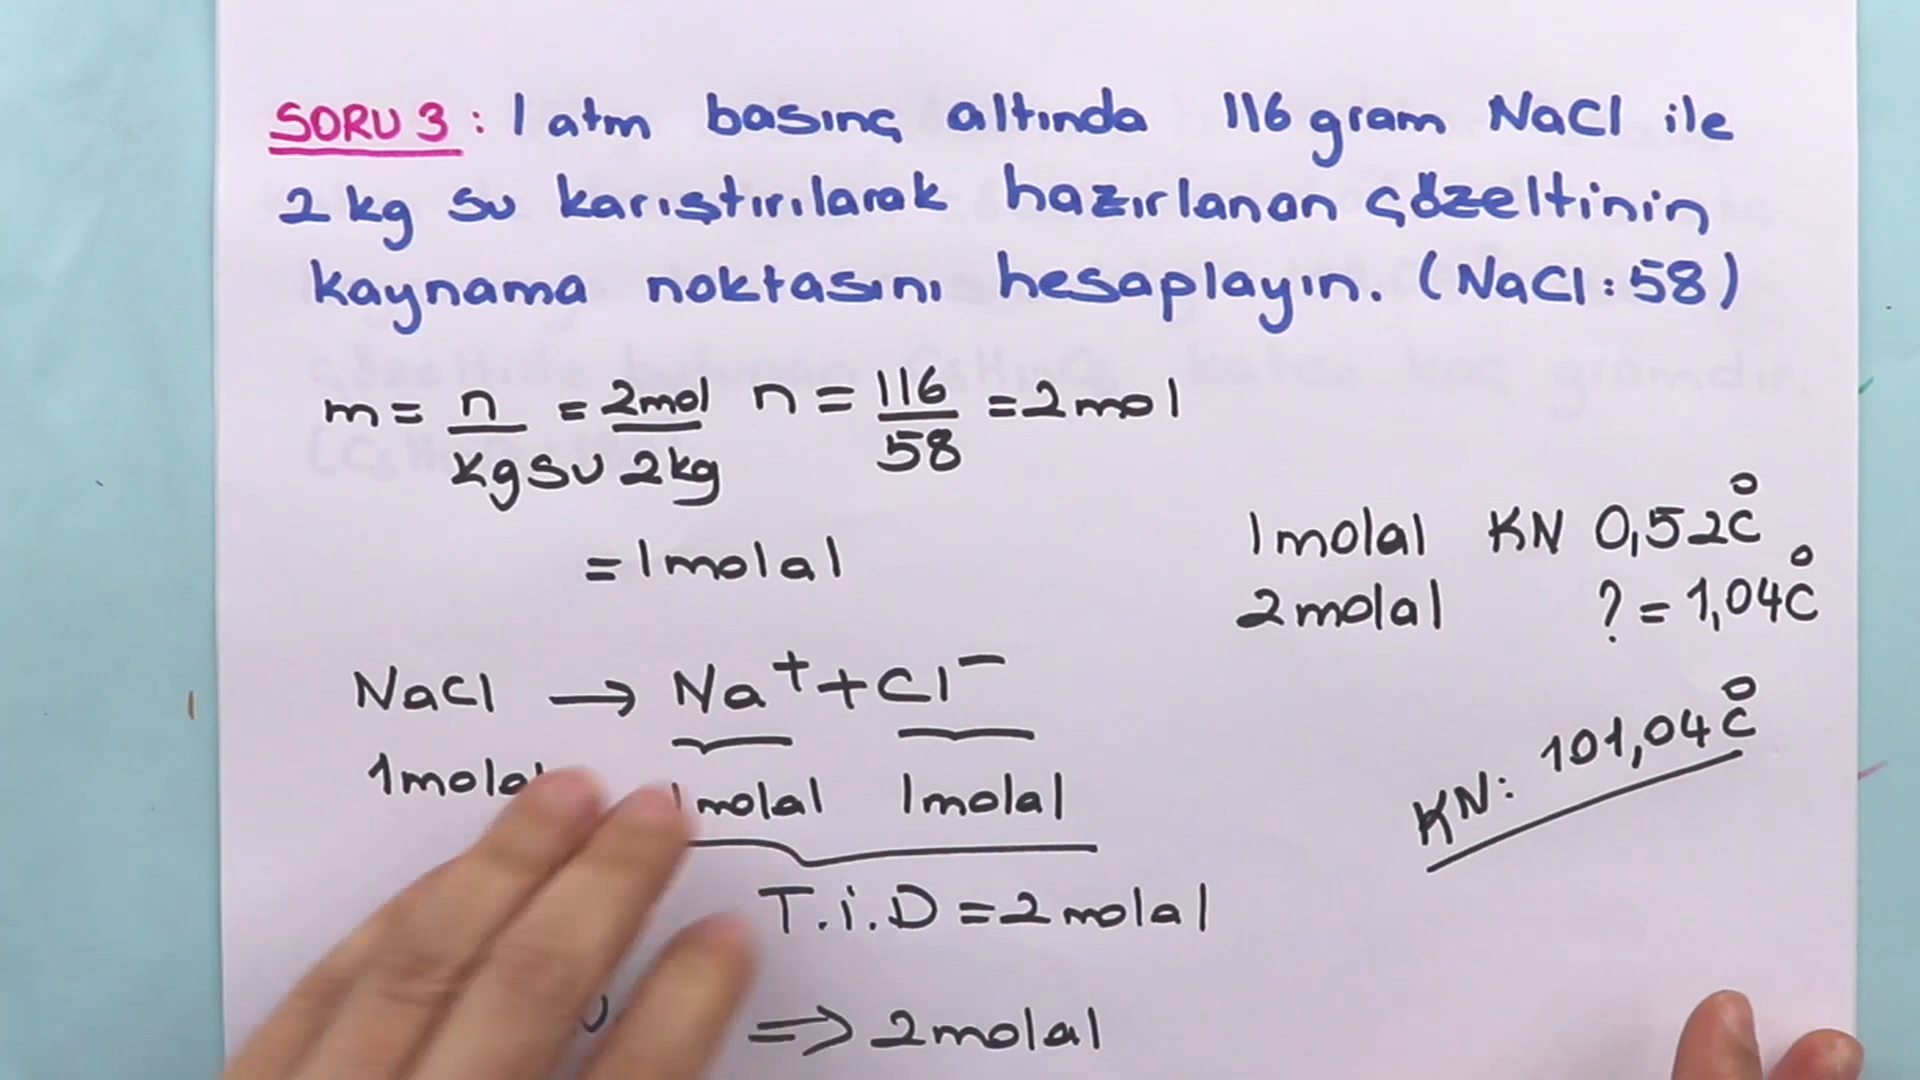 SORU 3: 1 atm basınç altında 116 gram NaCl ile
2 kg su karıştırılarak hazırlanan çözeltinin
kaynama noktasını hesaplayın. (NaCl:58)
m = n / kg su = 2mol / 2kg n = 116 / 58 = 2 mol
= 1 molal
1 molal KN 0,52 °C
2 molal ? = 1,04 °C
NaCl → Na⁺ + Cl⁻
1 molal 1 molal
KN: 101,04 °C
T.i.D = 2 molal
⇒ 2 molal